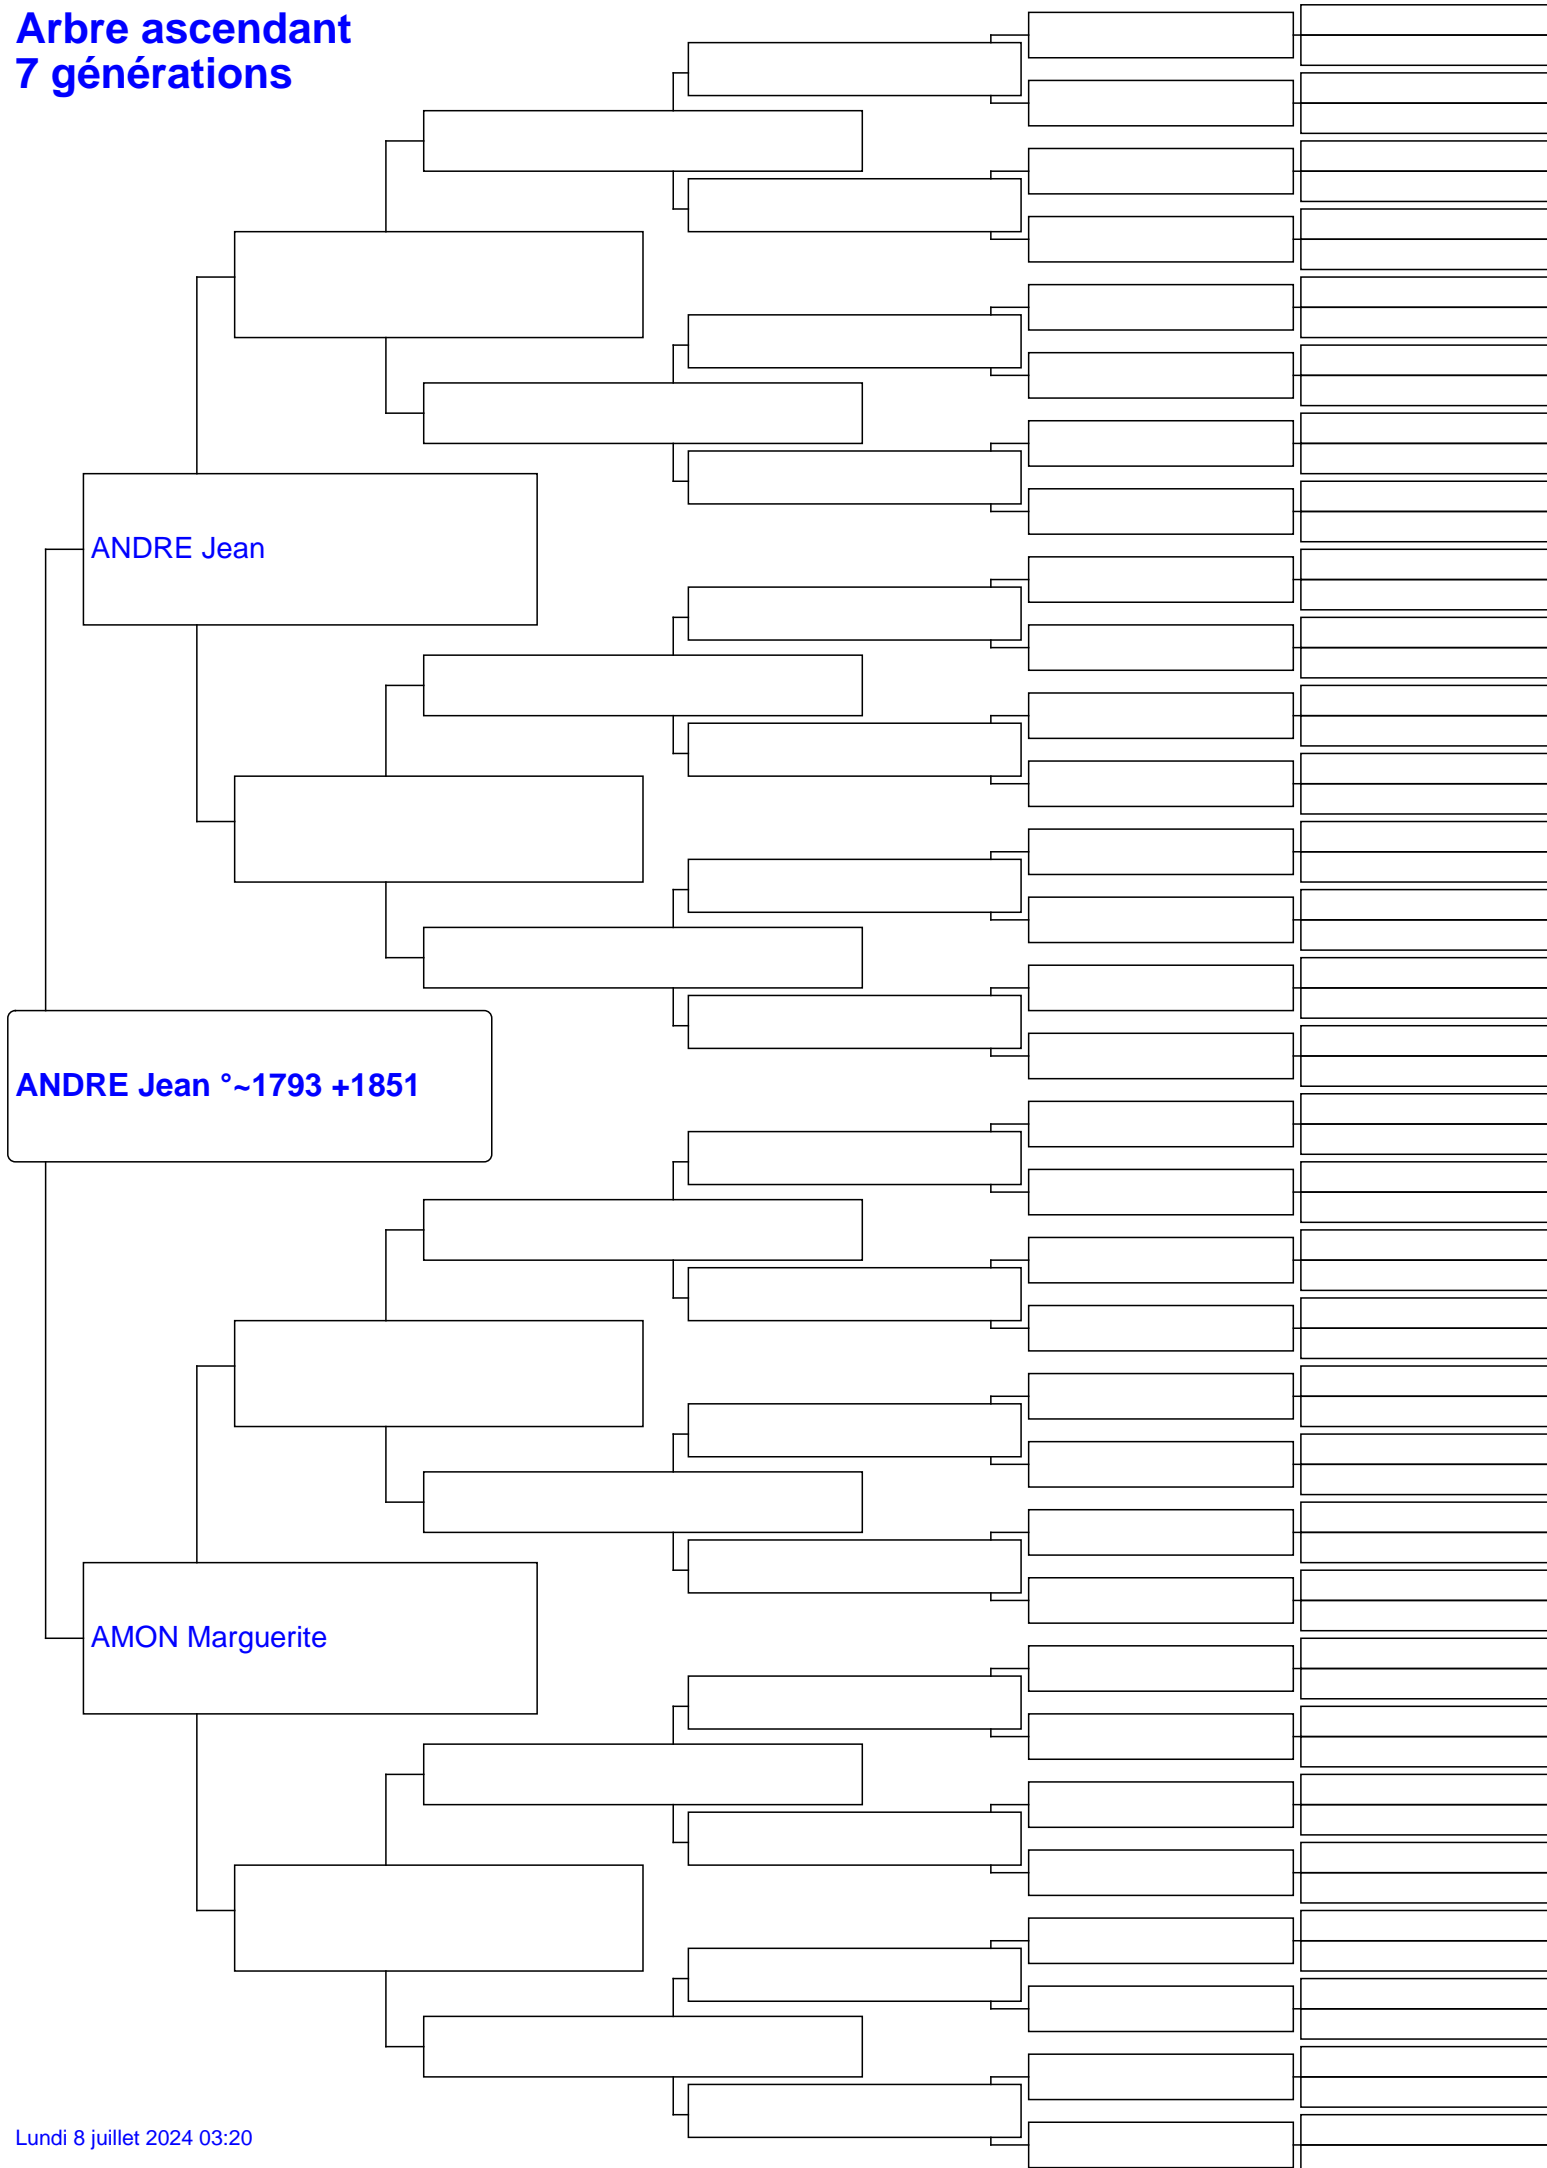 Arbre ascendant
7 générations
ANDRE Jean
ANDRE Jean °~1793 +1851
AMON Marguerite
Lundi 8 juillet 2024 03:20